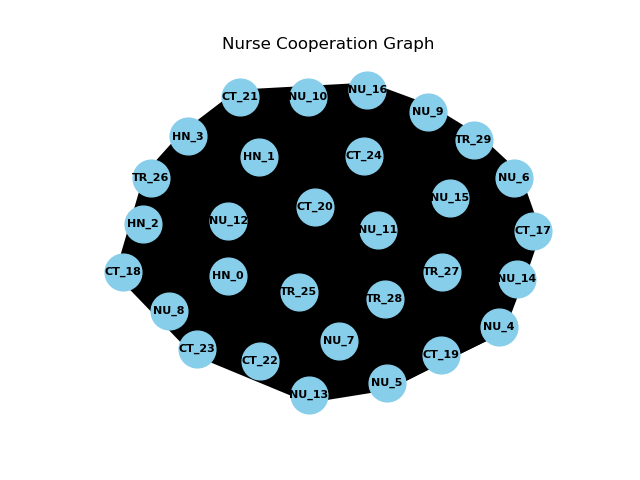 Nurse Cooperation Graph
NU_16
CT_21
NU_10
NU_9
HN_3
TR_29
HN_1
CT_24
TR_26
NU_6
NU_15
CT_20
NU_12
HN_2
NU_11
CT_17
CT_18
TR_27
HN_0
NU_14
TR_25
TR_28
NU_8
NU_4
NU_7
CT_23
CT_19
CT_22
NU_5
NU_13